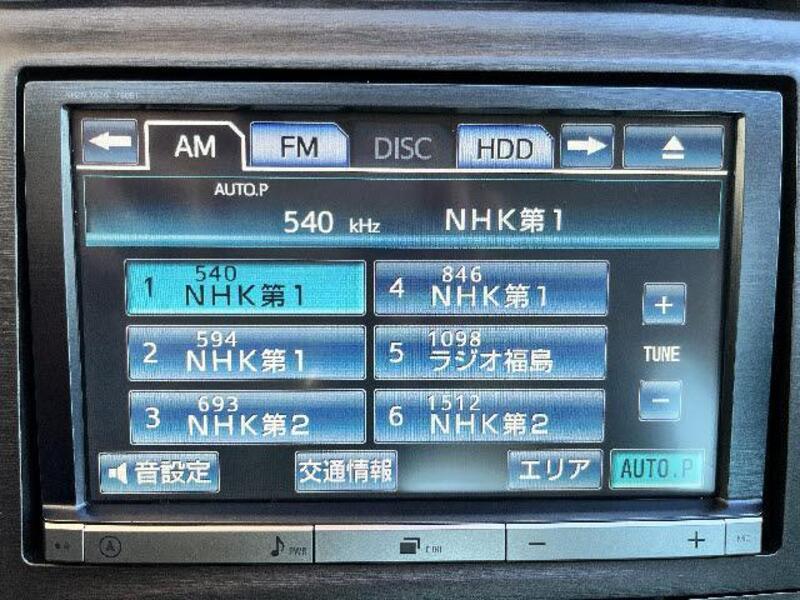 AM FM DISC HDD
AUTO.P
540 kHz NHK第1
1 540 NHK第1
4 846 NHK第1
2 594 NHK第1
5 1098 ラジオ福島
3 693 NHK第2
6 1512 NHK第2
+
TUNE
−
音設定 交通情報 エリア AUTO.P
PWR − +